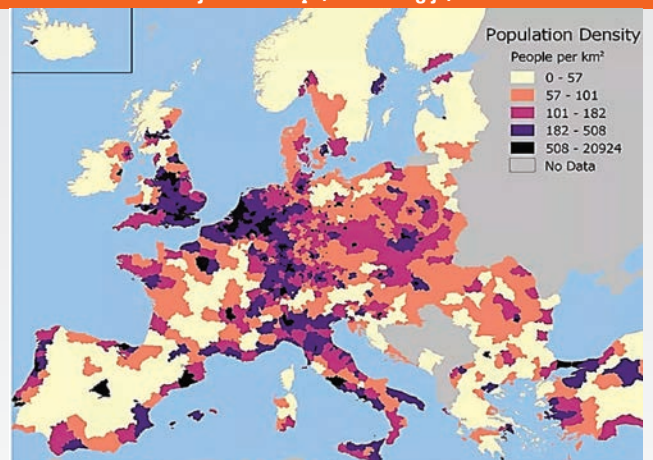 Population Density
People per km²
0 - 57
57 - 101
101 - 182
182 - 508
508 - 20924
No Data